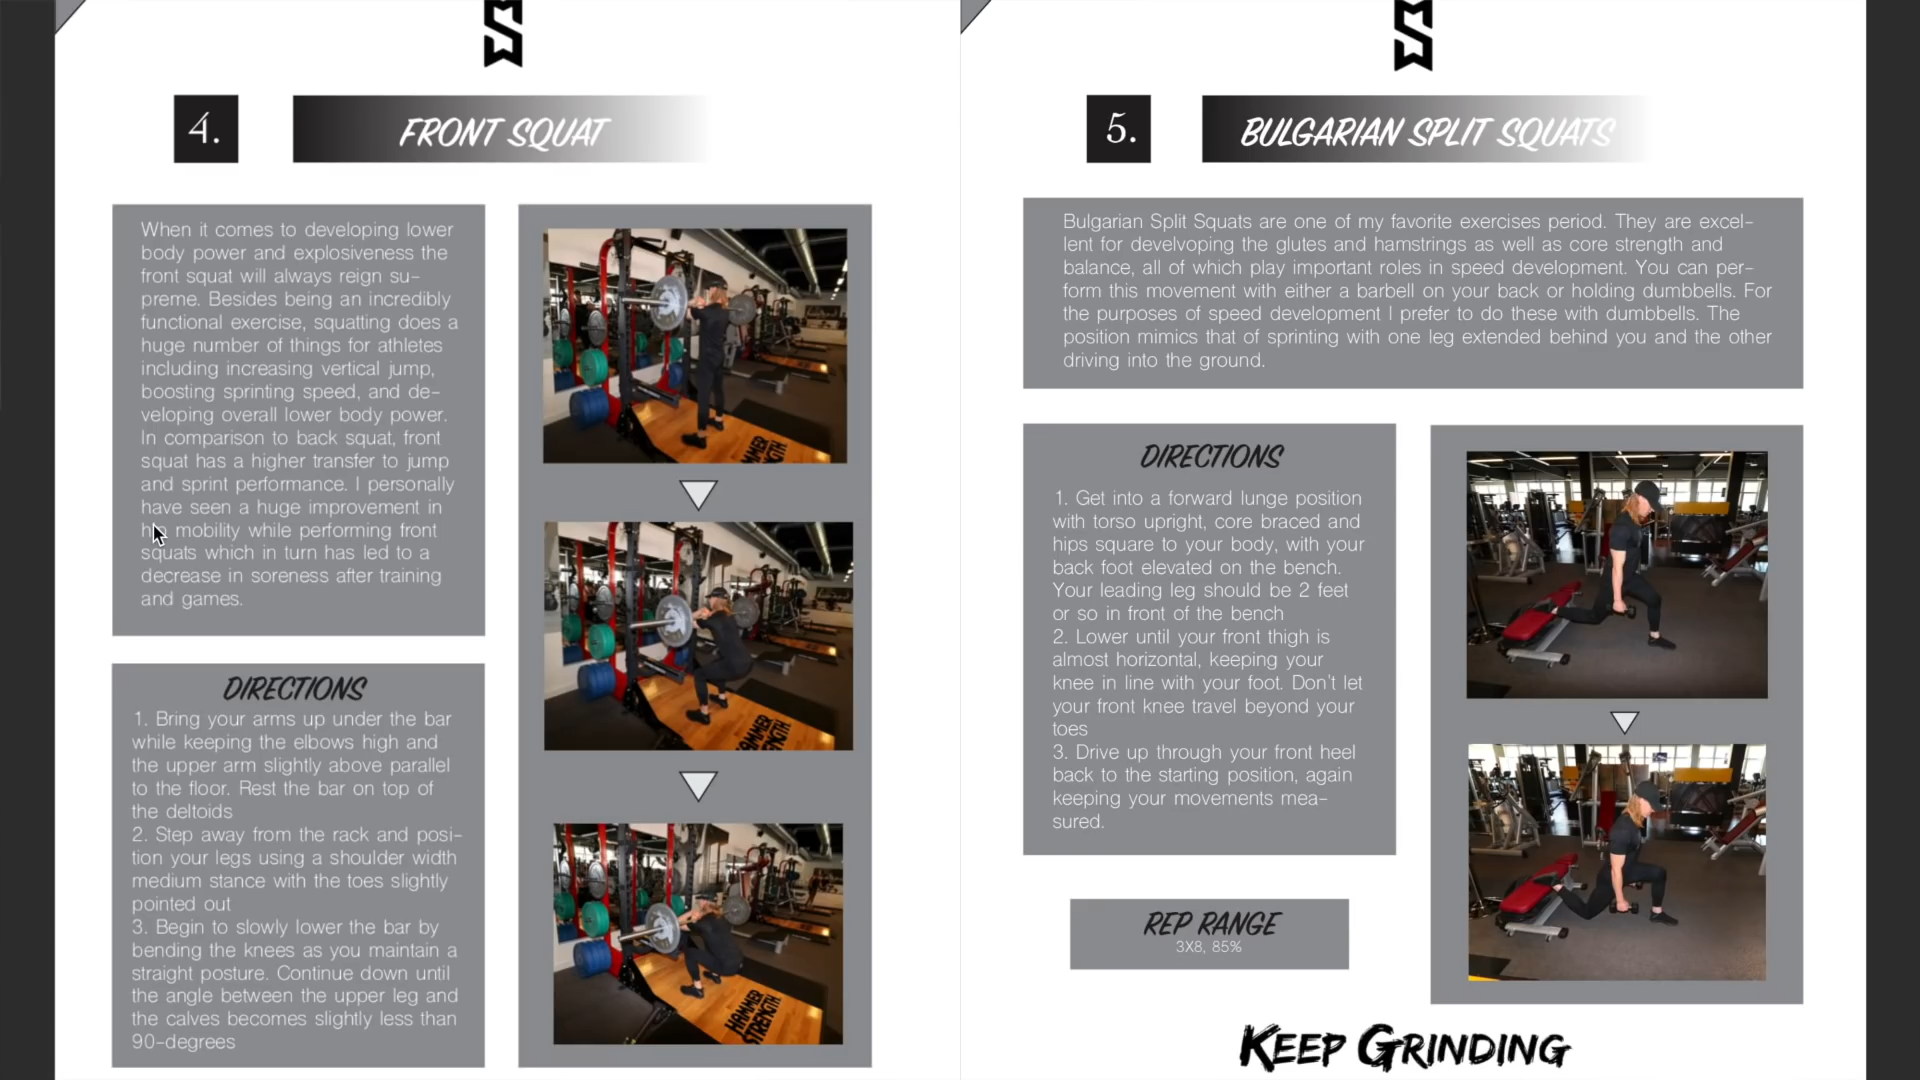 4.
FRONT SQUAT
When it comes to developing lower
body power and explosiveness the
front squat will always reign su-
preme. Besides being an incredibly
functional exercise, squatting does a
huge number of things for athletes
including increasing vertical jump,
boosting sprinting speed, and de-
veloping overall lower body power.
In comparison to back squat, front
squat has a higher transfer to jump
and sprint performance. I personally
have seen a huge improvement in
mobility while performing front
squats which in turn has led to a
decrease in soreness after training
and games.
DIRECTIONS
1. Bring your arms up under the bar
while keeping the elbows high and
the upper arm slightly above parallel
to the floor. Rest the bar on top of
the deltoids
2. Step away from the rack and posi-
tion your legs using a shoulder width
medium stance with the toes slightly
pointed out
3. Begin to slowly lower the bar by
bending the knees as you maintain a
straight posture. Continue down until
the angle between the upper leg and
the calves becomes slightly less than
90-degrees
HAMMER
STRENGTH
HAMMER
STRENGTH
HAMMER
STRENGTH
5.
BULGARIAN SPLIT SQUATS
Bulgarian Split Squats are one of my favorite exercises period. They are excel-
lent for develvoping the glutes and hamstrings as well as core strength and
balance, all of which play important roles in speed development. You can per-
form this movement with either a barbell on your back or holding dumbbells. For
the purposes of speed development I prefer to do these with dumbbells. The
position mimics that of sprinting with one leg extended behind you and the other
driving into the ground.
DIRECTIONS
1. Get into a forward lunge position
with torso upright, core braced and
hips square to your body, with your
back foot elevated on the bench.
Your leading leg should be 2 feet
or so in front of the bench
2. Lower until your front thigh is
almost horizontal, keeping your
knee in line with your foot. Don't let
your front knee travel beyond your
toes
3. Drive up through your front heel
back to the starting position, again
keeping your movements mea-
sured.
REP RANGE
3X8, 85%
KEEP GRINDING